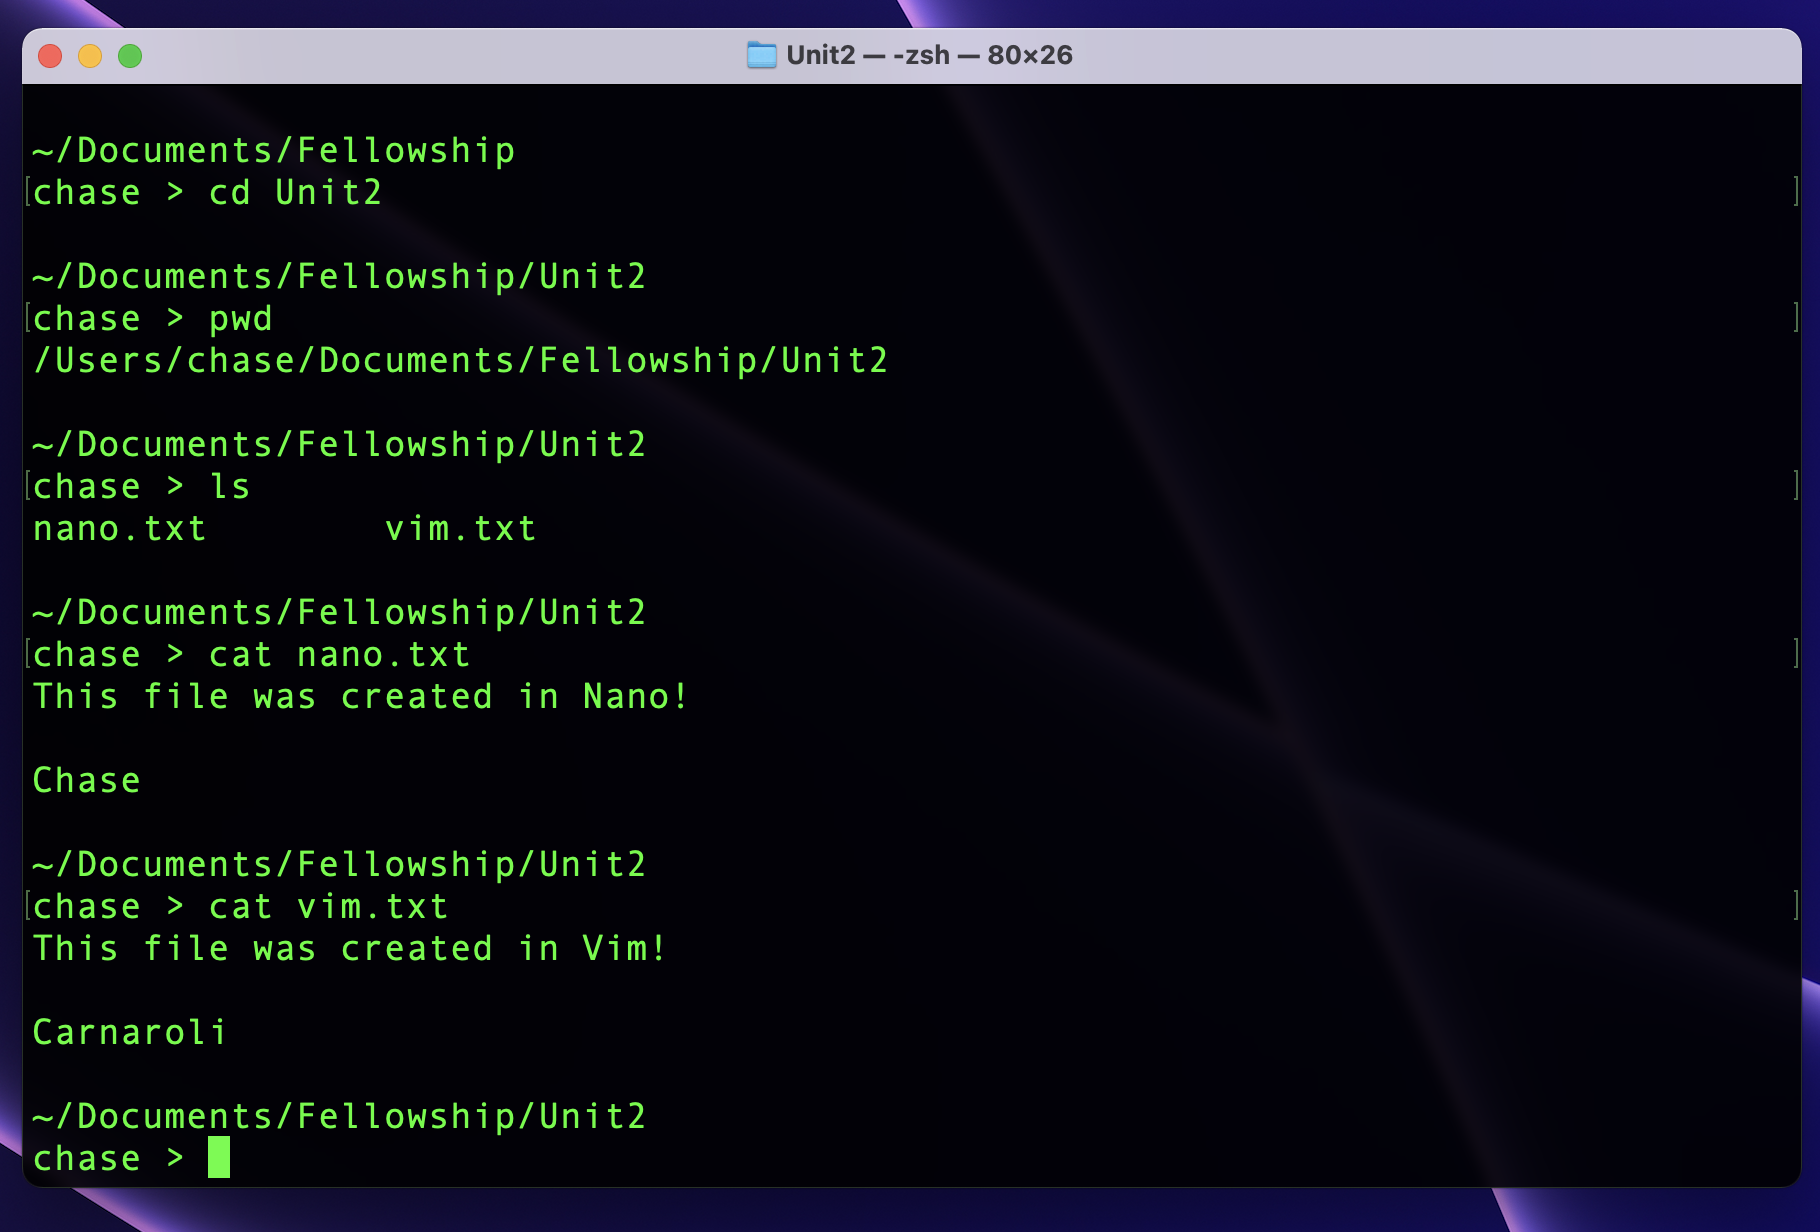 Unit2 — -zsh — 80×26
~/Documents/Fellowship
[chase > cd Unit2 ]
~/Documents/Fellowship/Unit2
[chase > pwd ]
/Users/chase/Documents/Fellowship/Unit2
~/Documents/Fellowship/Unit2
[chase > ls ]
nano.txt        vim.txt
~/Documents/Fellowship/Unit2
[chase > cat nano.txt ]
This file was created in Nano!
Chase
~/Documents/Fellowship/Unit2
[chase > cat vim.txt ]
This file was created in Vim!
Carnaroli
~/Documents/Fellowship/Unit2
chase >